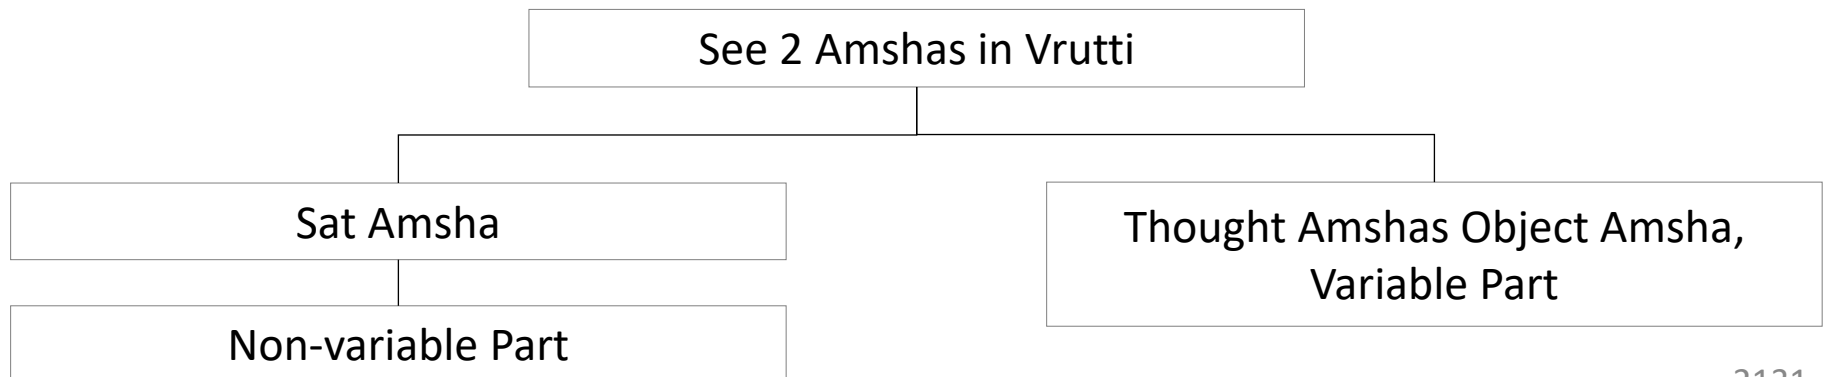 See 2 Amshas in Vrutti
Sat Amsha
Thought Amshas Object Amsha,
Variable Part
Non-variable Part